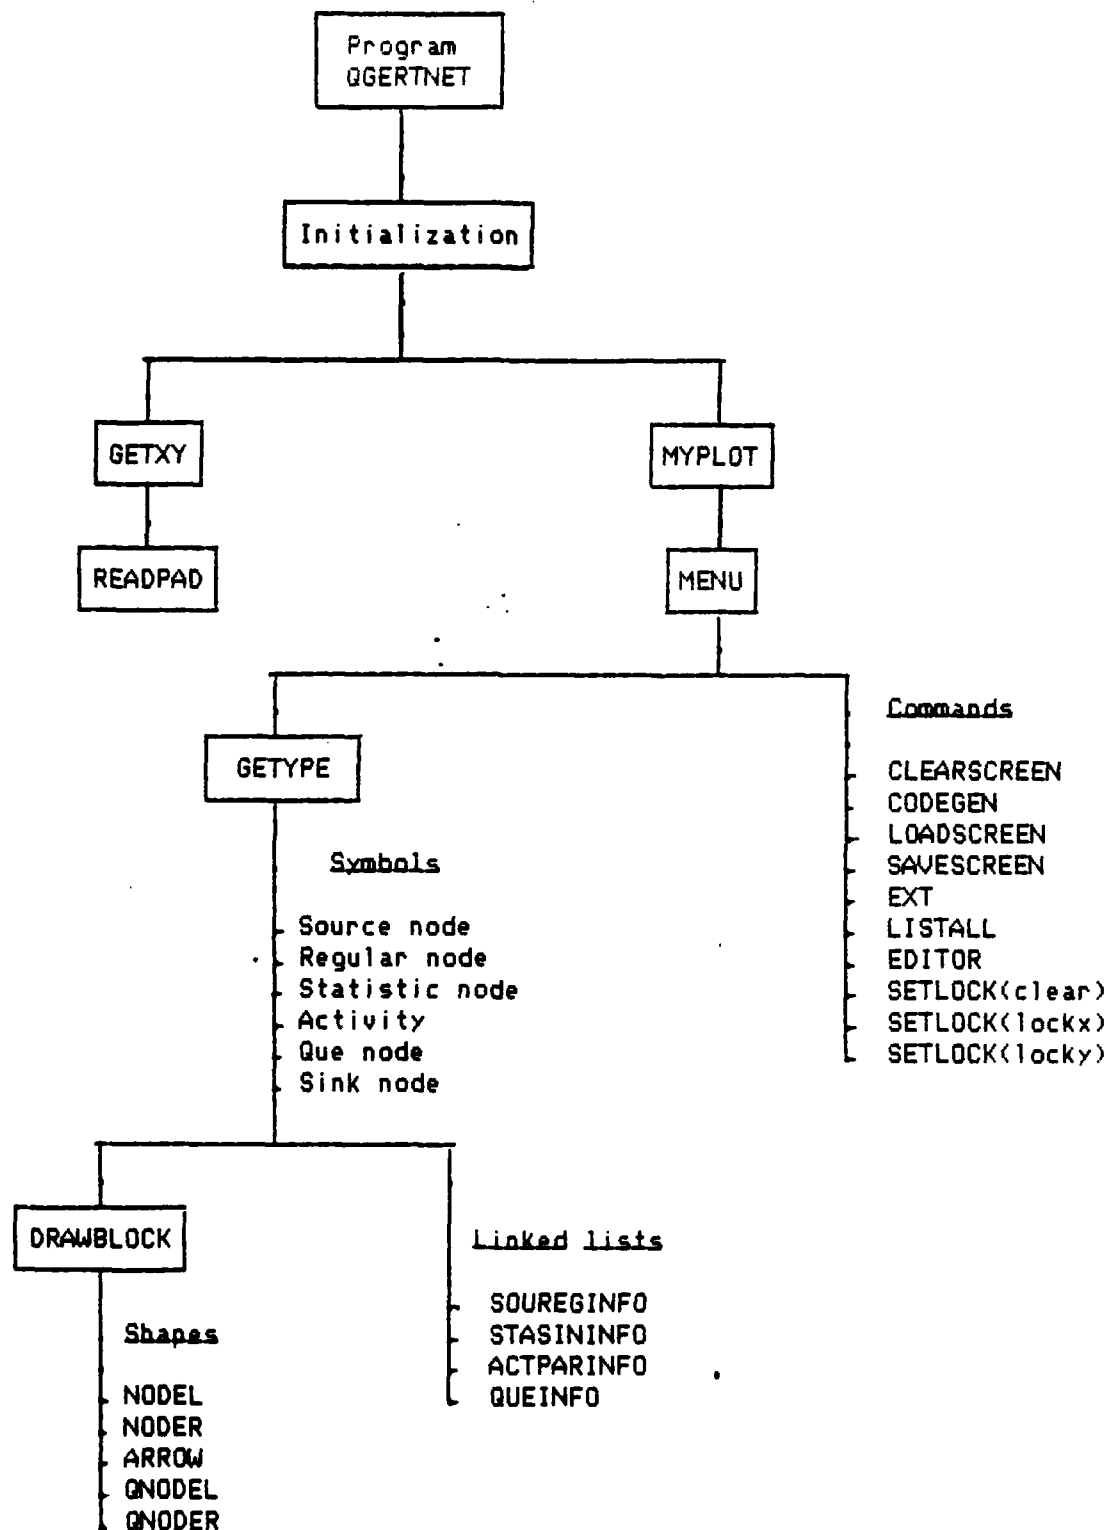 Program
QGERTNET
Initialization
GETXY
MYPLOT
READPAD
MENU
GETYPE
Commands
CLEARSCREEN
CODEGEN
LOADSCREEN
SAVESCREEN
EXT
LISTALL
EDITOR
SETLOCK(clear)
SETLOCK(lockx)
SETLOCK(locky)
Symbols
Source node
Regular node
Statistic node
Activity
Que node
Sink node
DRAWBLOCK
Shapes
NODEL
NODER
ARROW
QNODEL
QNODER
Linked lists
SOUREGINFO
STASININFO
ACTPARINFO
QUEINFO